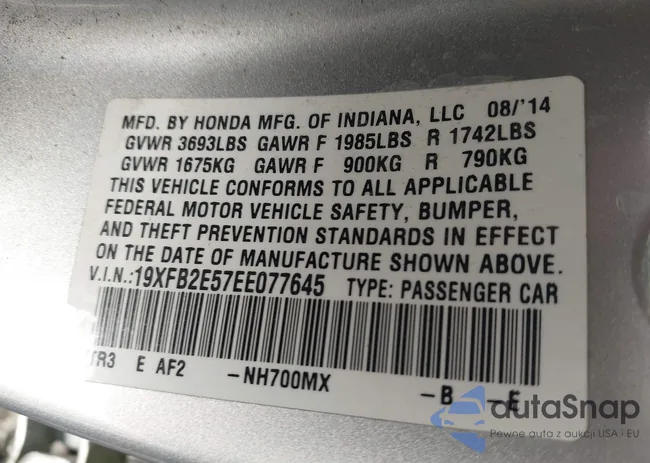 MFD. BY HONDA MFG. OF INDIANA, LLC 08/'14
GVWR 3693LBS GAWR F 1985LBS R 1742LBS
GVWR 1675KG GAWR F 900KG R 790KG
THIS VEHICLE CONFORMS TO ALL APPLICABLE
FEDERAL MOTOR VEHICLE SAFETY, BUMPER,
AND THEFT PREVENTION STANDARDS IN EFFECT
ON THE DATE OF MANUFACTURE SHOWN ABOVE.
V.I.N.:19XFB2E57EE077645 TYPE: PASSENGER CAR
TR3 E AF2 -NH700MX -B -E
autaSnap
Pewne auta z aukcji USA i EU